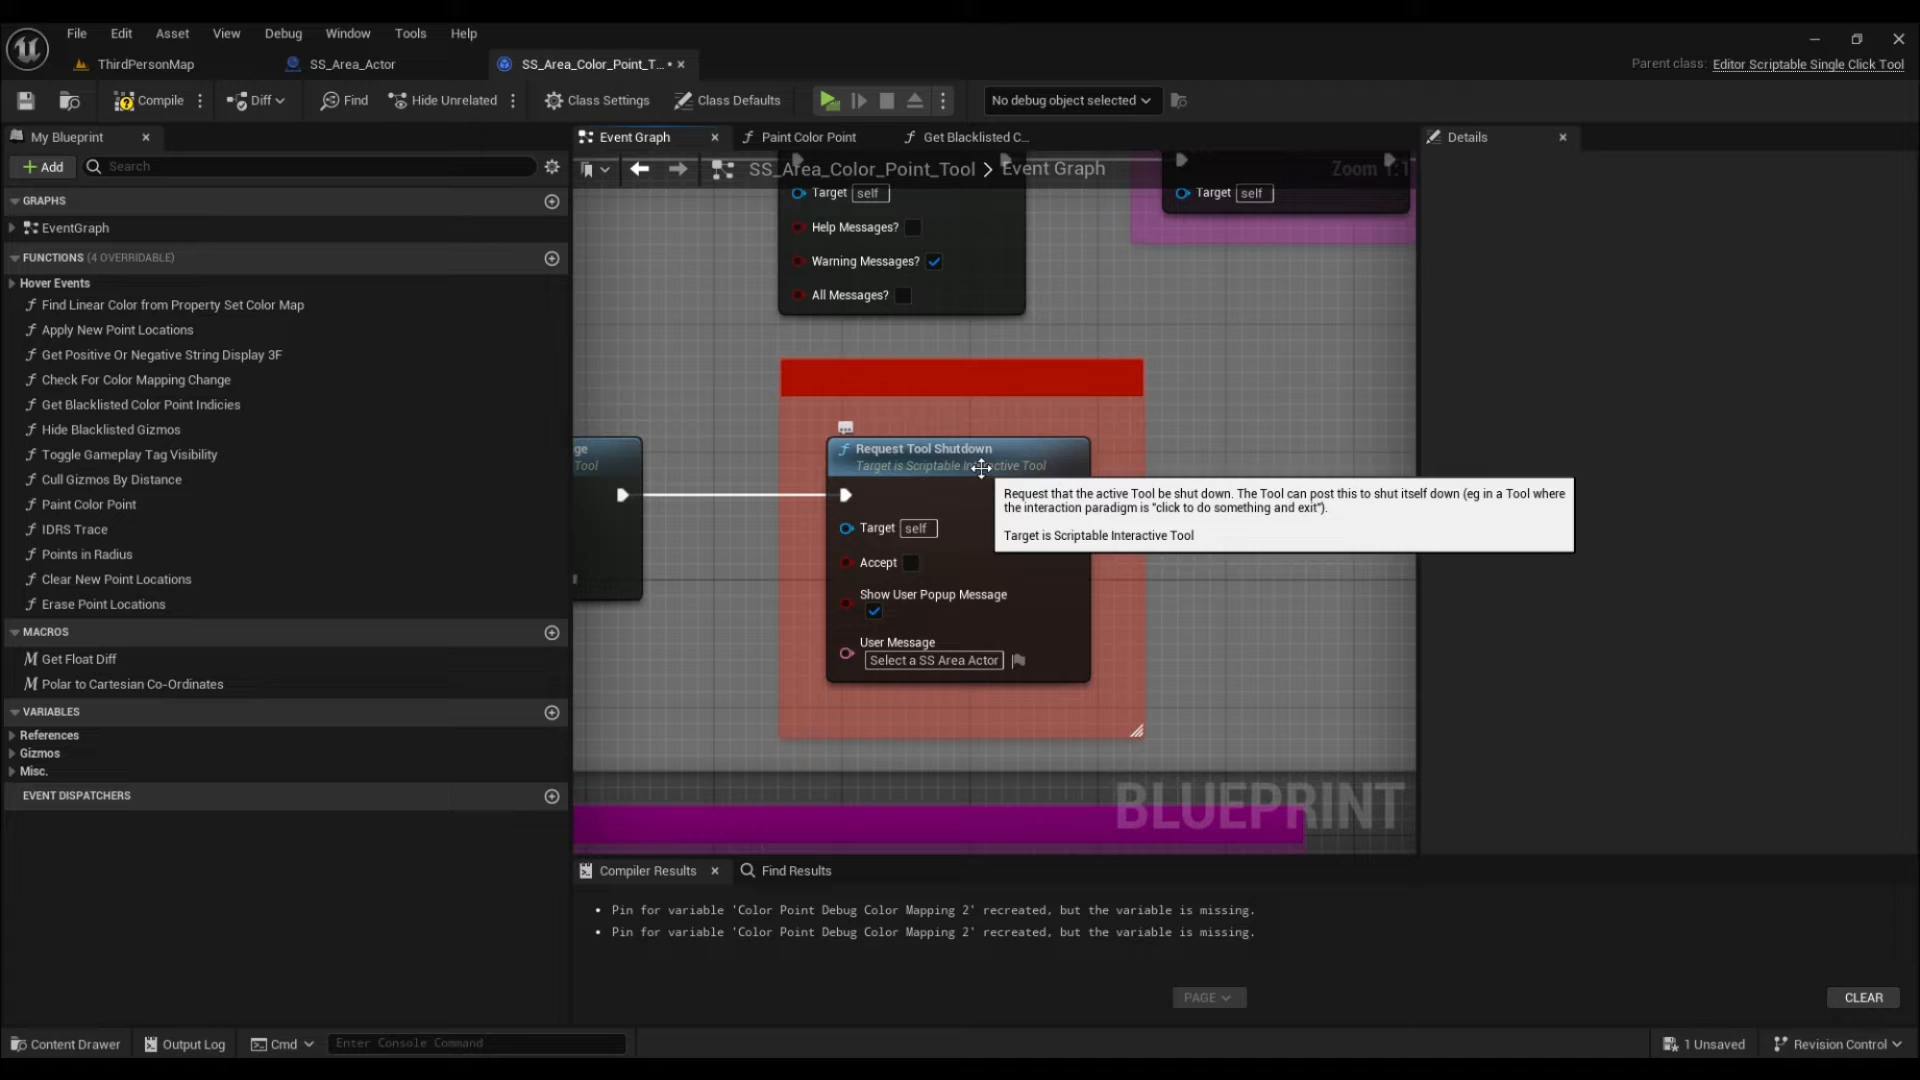 File Edit Asset View Debug Window Tools Help
ThirdPersonMap SS_Area_Actor SS_Area_Color_Point_T... •
Parent class: Editor Scriptable Single Click Tool
Compile Diff Find Hide Unrelated Class Settings Class Defaults No debug object selected
My Blueprint
Event Graph Paint Color Point Get Blacklisted C...
Details
Add Search
SS_Area_Color_Point_Tool > Event Graph
Zoom 1:1
GRAPHS
EventGraph
FUNCTIONS (4 OVERRIDABLE)
Hover Events
Find Linear Color from Property Set Color Map
Apply New Point Locations
Get Positive Or Negative String Display 3F
Check For Color Mapping Change
Get Blacklisted Color Point Indicies
Hide Blacklisted Gizmos
Toggle Gameplay Tag Visibility
Cull Gizmos By Distance
Paint Color Point
IDRS Trace
Points in Radius
Clear New Point Locations
Erase Point Locations
MACROS
Get Float Diff
Polar to Cartesian Co-Ordinates
VARIABLES
References
Gizmos
Misc.
EVENT DISPATCHERS
Target self
Help Messages?
Warning Messages?
All Messages?
Target self
ge
Tool
Request Tool Shutdown
Target is Scriptable Interactive Tool
Target self
Accept
Show User Popup Message
User Message
Select a SS Area Actor
Request that the active Tool be shut down. The Tool can post this to shut itself down (eg in a Tool where
the interaction paradigm is "click to do something and exit").
Target is Scriptable Interactive Tool
BLUEPRINT
Compiler Results Find Results
• Pin for variable 'Color Point Debug Color Mapping 2' recreated, but the variable is missing.
• Pin for variable 'Color Point Debug Color Mapping 2' recreated, but the variable is missing.
PAGE
CLEAR
Content Drawer Output Log Cmd Enter Console Command 1 Unsaved Revision Control